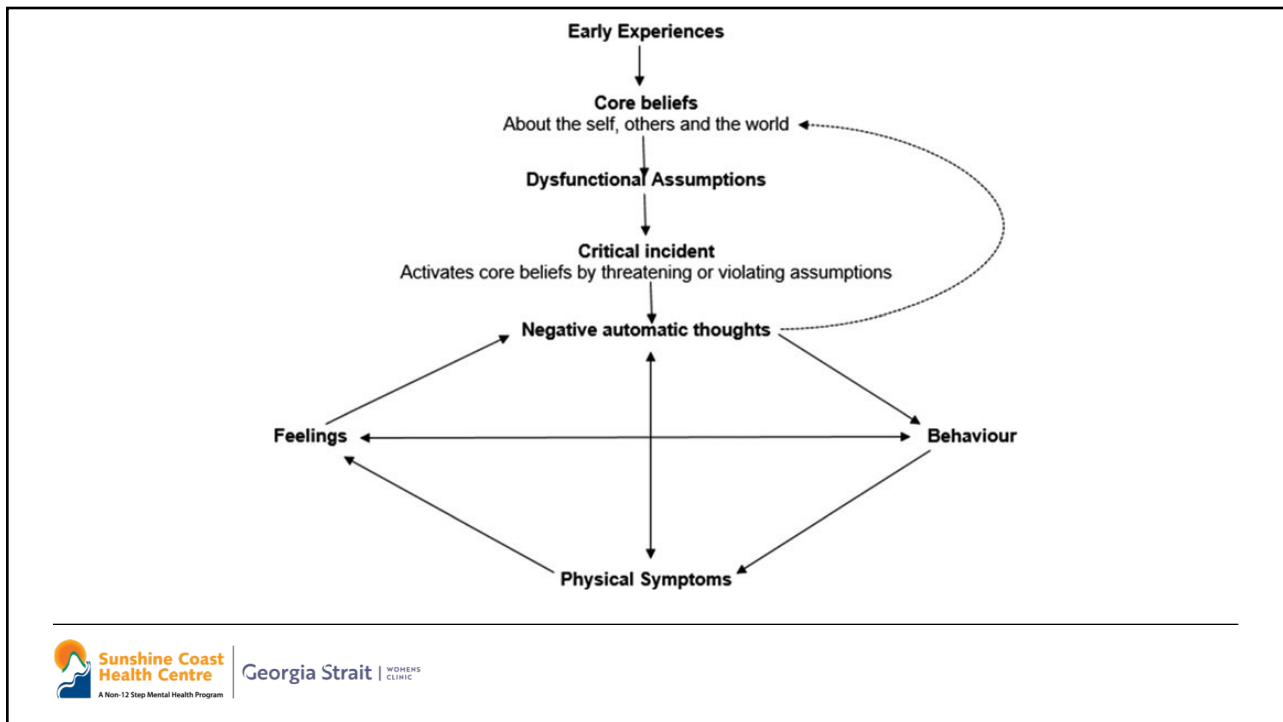 Early Experiences
Core beliefs
About the self, others and the world
Dysfunctional Assumptions
Critical incident
Activates core beliefs by threatening or violating assumptions
Negative automatic thoughts
Feelings
Behaviour
Physical Symptoms
Sunshine Coast
Health Centre
A Non-12 Step Mental Health Program
Georgia Strait
WOMENS
CLINIC